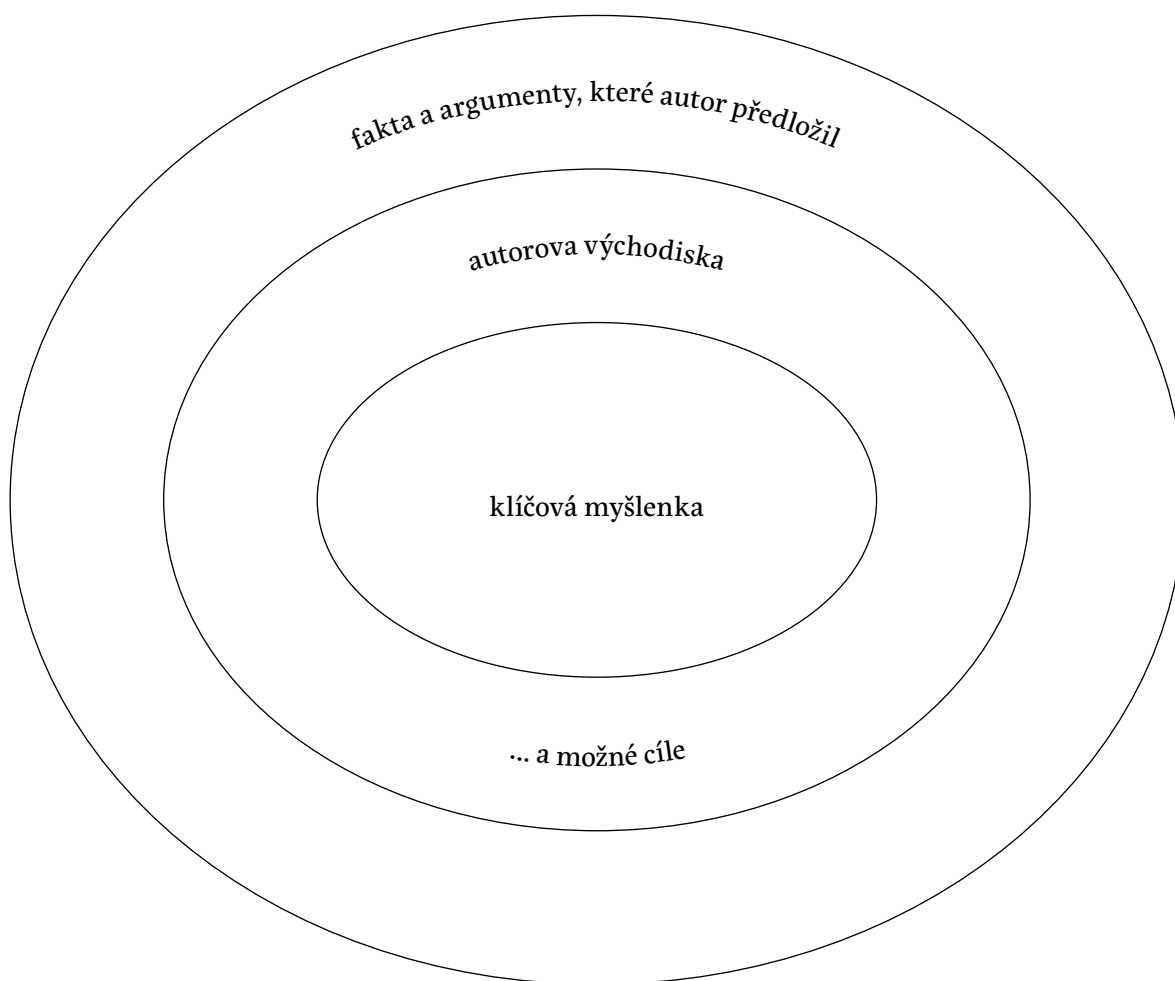 fakta a argumenty, které autor předložil
autorova východiska
klíčová myšlenka
... a možné cíle